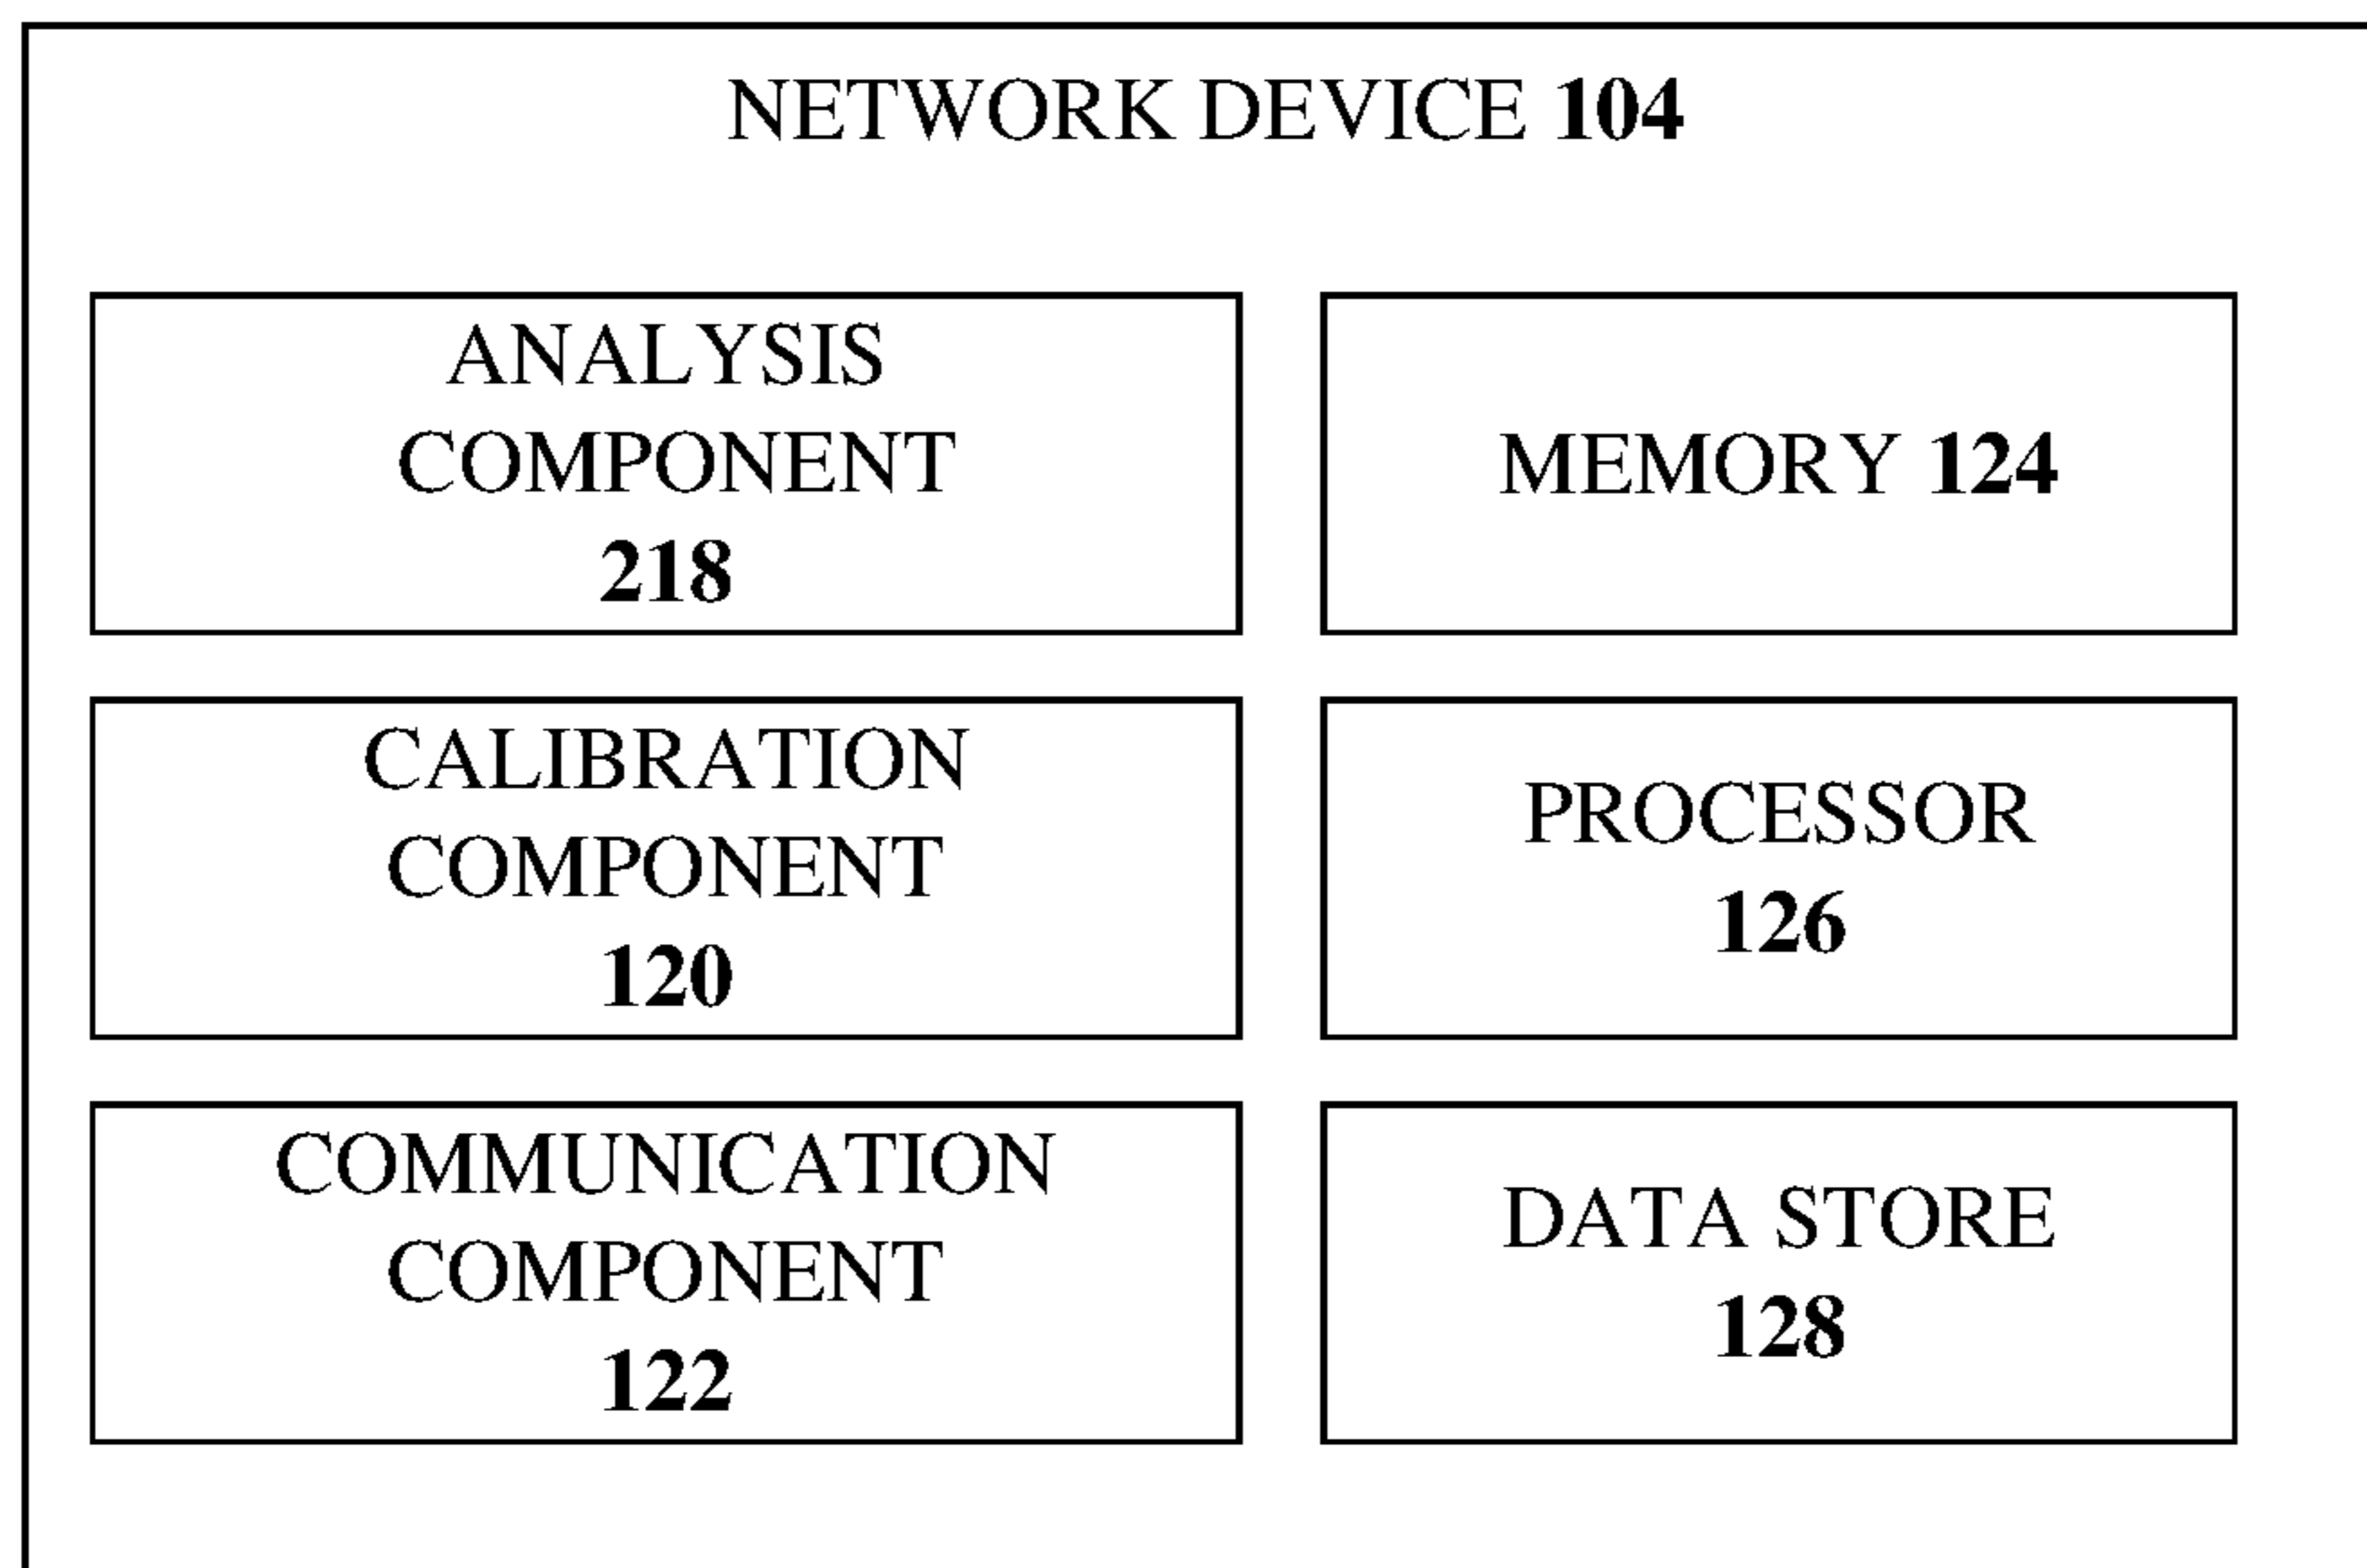 NETWORK DEVICE 104
ANALYSIS
COMPONENT
218
MEMORY 124
CALIBRATION
COMPONENT
120
PROCESSOR
126
COMMUNICATION
COMPONENT
122
DATA STORE
128